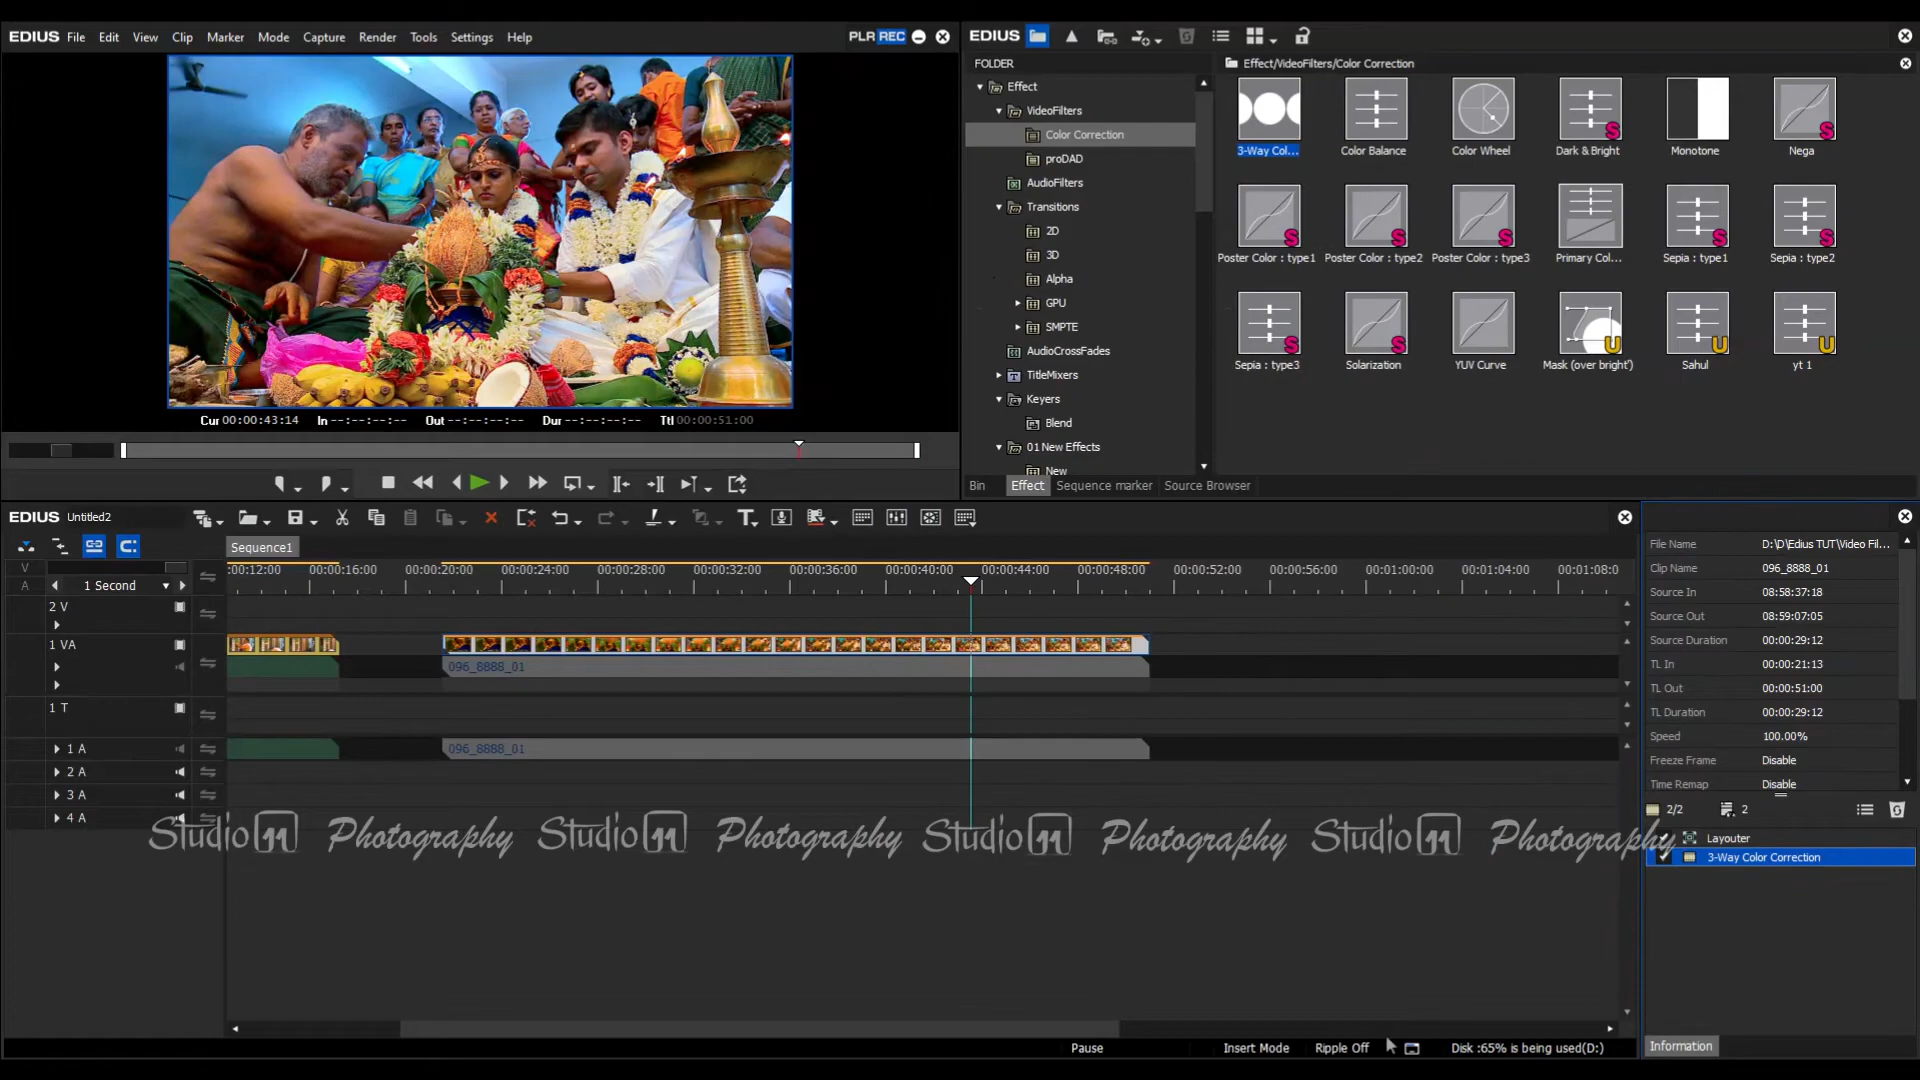 EDIUS File Edit View Clip Marker Mode Capture Render Tools Settings Help PLR REC
Cur 00:00:43:14 In --:--:--:-- Out --:--:--:-- Dur --:--:--:-- Ttl 00:00:51:00
EDIUS
FOLDER
Effect
VideoFilters
Color Correction
proDAD
AudioFilters
Transitions
2D
3D
Alpha
GPU
SMPTE
AudioCrossFades
TitleMixers
Keyers
Blend
01 New Effects
New
Effect/VideoFilters/Color Correction
3-Way Col... Color Balance Color Wheel Dark & Bright Monotone Nega
Poster Color : type1 Poster Color : type2 Poster Color : type3 Primary Col... Sepia : type1 Sepia : type2
Sepia : type3 Solarization YUV Curve Mask (over bright') Sahul yt 1
Bin Effect Sequence marker Source Browser
EDIUS Untitled2
Sequence1
V
A 1 Second
:00:12:00 00:00:16:00 00:00:20:00 00:00:24:00 00:00:28:00 00:00:32:00 00:00:36:00 00:00:40:00 00:00:44:00 00:00:48:00 00:00:52:00 00:00:56:00 00:01:00:00 00:01:04:00 00:01:08:0
2 V
1 VA
096_8888_01
1 T
1 A 096_8888_01
2 A
3 A
4 A
Studio 11 Photography Studio 11 Photography Studio 11 Photography Studio 11 Photography
File Name D:\D\Edius TUT\Video Fil...
Clip Name 096_8888_01
Source In 08:58:37:18
Source Out 08:59:07:05
Source Duration 00:00:29:12
TL In 00:00:21:13
TL Out 00:00:51:00
TL Duration 00:00:29:12
Speed 100.00%
Freeze Frame Disable
Time Remap Disable
2/2 2
Layouter
3-Way Color Correction
Information
Pause Insert Mode Ripple Off Disk :65% is being used(D:)